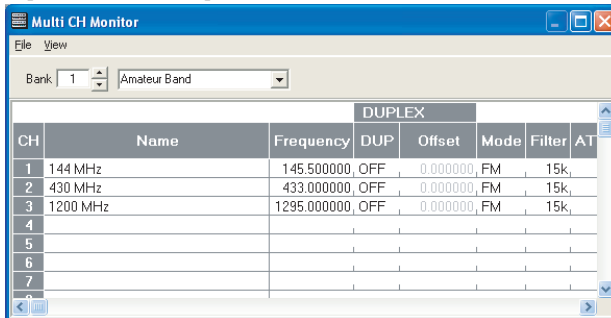 Multi CH Monitor
File View
Bank 1 Amateur Band
DUPLEX
CH Name Frequency DUP Offset Mode Filter AT
1 144 MHz 145.500000 OFF 0.000000 FM 15k
2 430 MHz 433.000000 OFF 0.000000 FM 15k
3 1200 MHz 1295.000000 OFF 0.000000 FM 15k
4
5
6
7